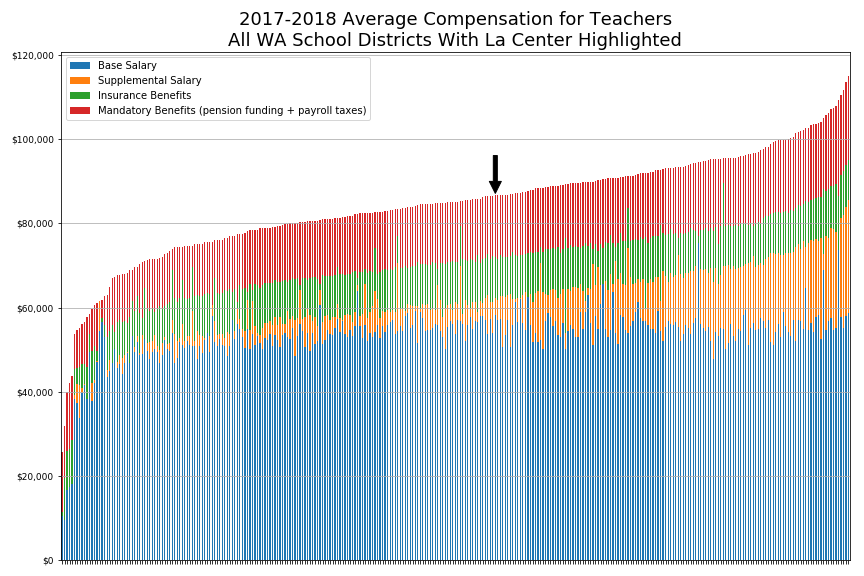 2017-2018 Average Compensation for Teachers
All WA School Districts With La Center Highlighted
$120,000
Base Salary
Supplemental Salary
Insurance Benefits
Mandatory Benefits (pension funding + payroll taxes)
$100,000
$80,000
$60,000
$40,000
$20,000
$0